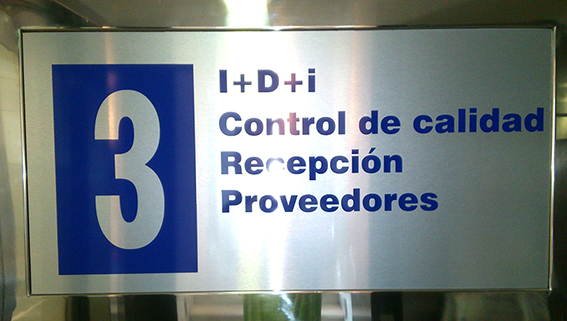 3
I+D+i
Control de calidad
Recepción
Proveedores